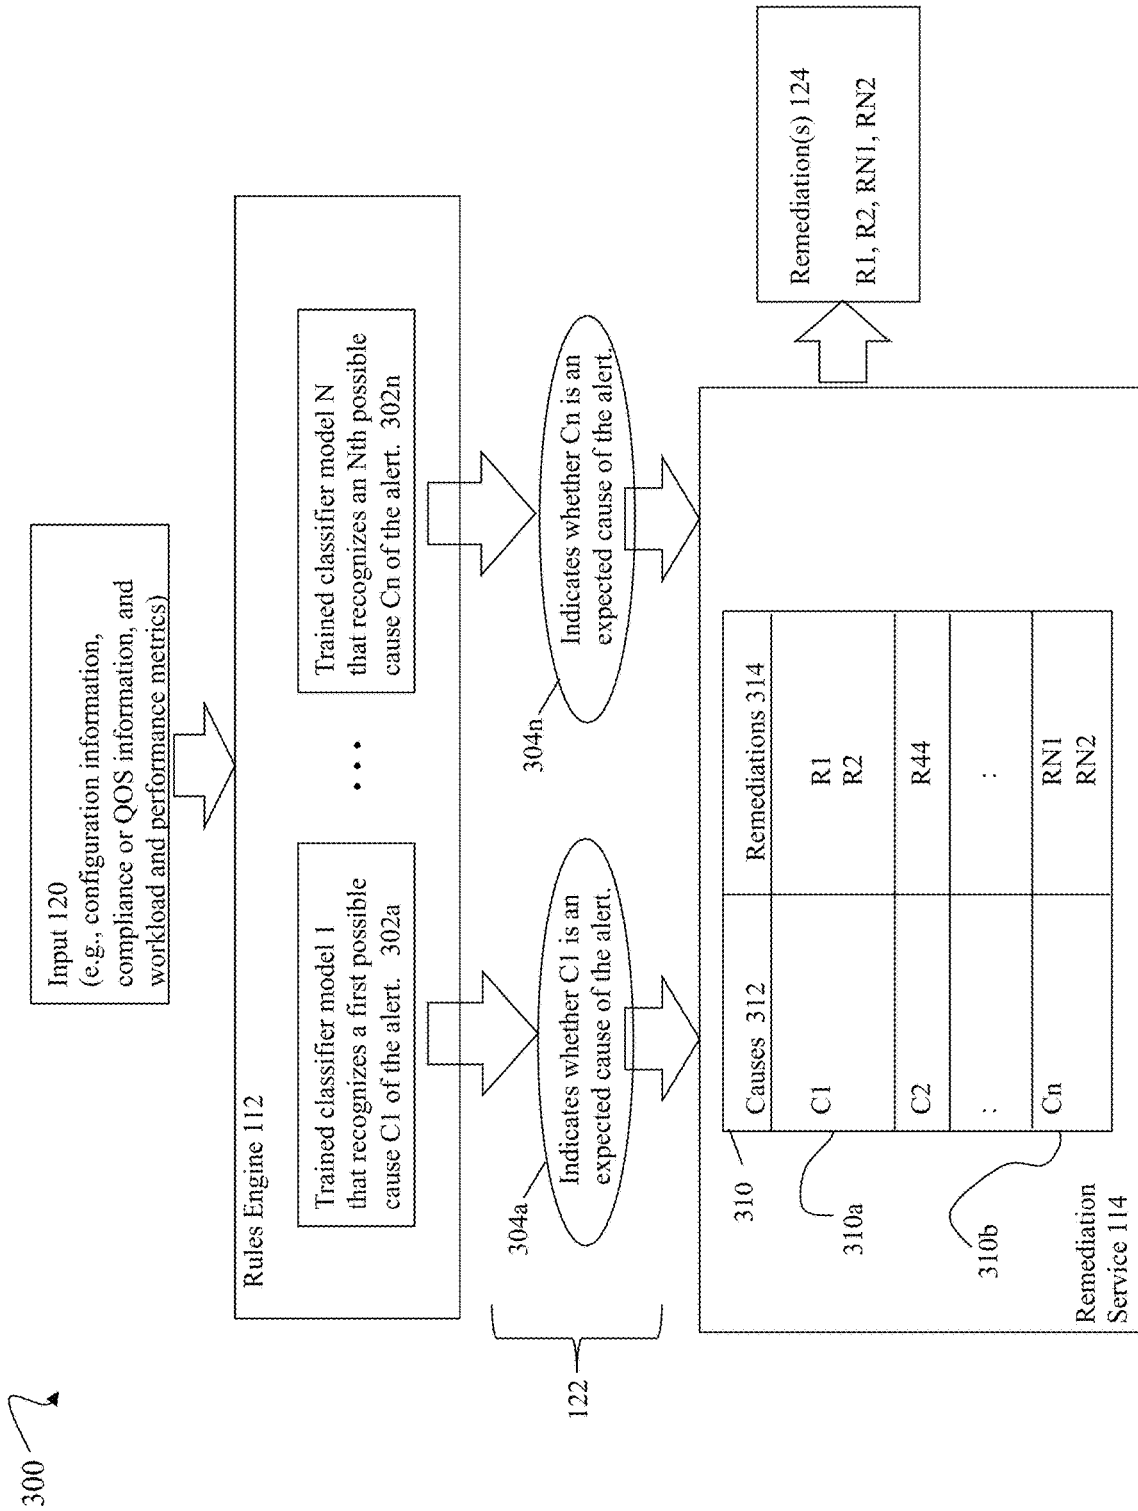 300
Input 120
(e.g., configuration information,
compliance or QOS information, and
workload and performance metrics)
Rules Engine 112
Trained classifier model 1
that recognizes a first possible
cause C1 of the alert. 302a
• • •
Trained classifier model N
that recognizes an Nth possible
cause Cn of the alert. 302n
122
304a
Indicates whether C1 is an
expected cause of the alert.
304n
Indicates whether Cn is an
expected cause of the alert.
310
Causes 312
Remediations 314
310a
C1
R1
R2
C2
R44
:
:
310b
Cn
RN1
RN2
Remediation
Service 114
Remediation(s) 124
R1, R2, RN1, RN2